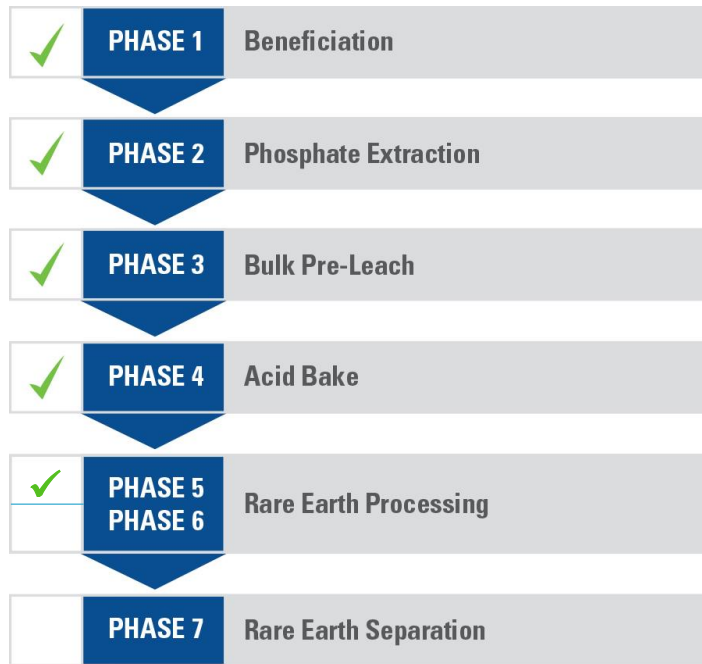 PHASE 1 Beneficiation
PHASE 2 Phosphate Extraction
PHASE 3 Bulk Pre-Leach
PHASE 4 Acid Bake
PHASE 5
PHASE 6
Rare Earth Processing
PHASE 7 Rare Earth Separation